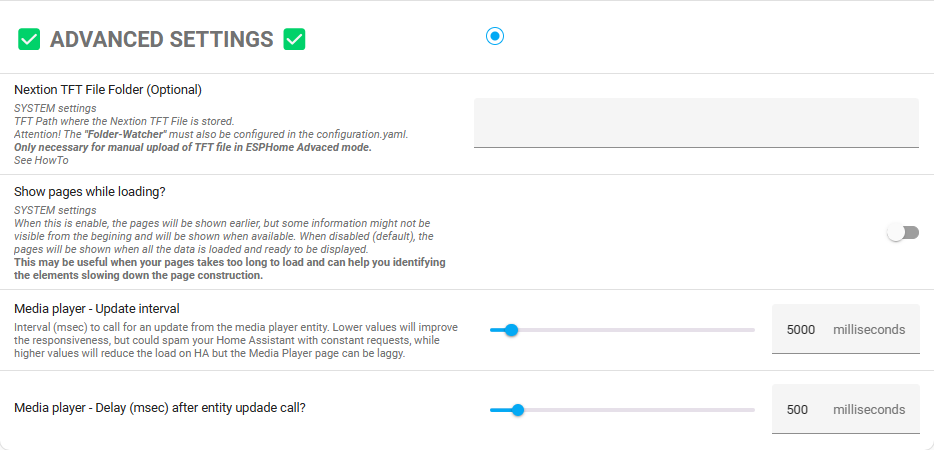 ADVANCED SETTINGS
Nextion TFT File Folder (Optional)
SYSTEM settings
TFT Path where the Nextion TFT File is stored.
Attention! The "Folder-Watcher" must also be configured in the configuration.yaml.
Only necessary for manual upload of TFT file in ESPHome Advaced mode.
See HowTo
Show pages while loading?
SYSTEM settings
When this is enable, the pages will be shown earlier, but some information might not be
visible from the begining and will be shown when available. When disabled (default), the
pages will be shown when all the data is loaded and ready to be displayed.
This may be useful when your pages takes too long to load and can help you identifying
the elements slowing down the page construction.
Media player - Update interval
Interval (msec) to call for an update from the media player entity. Lower values will improve
the responsiveness, but could spam your Home Assistant with constant requests, while
higher values will reduce the load on HA but the Media Player page can be laggy.
5000 milliseconds
Media player - Delay (msec) after entity updade call?
500 milliseconds